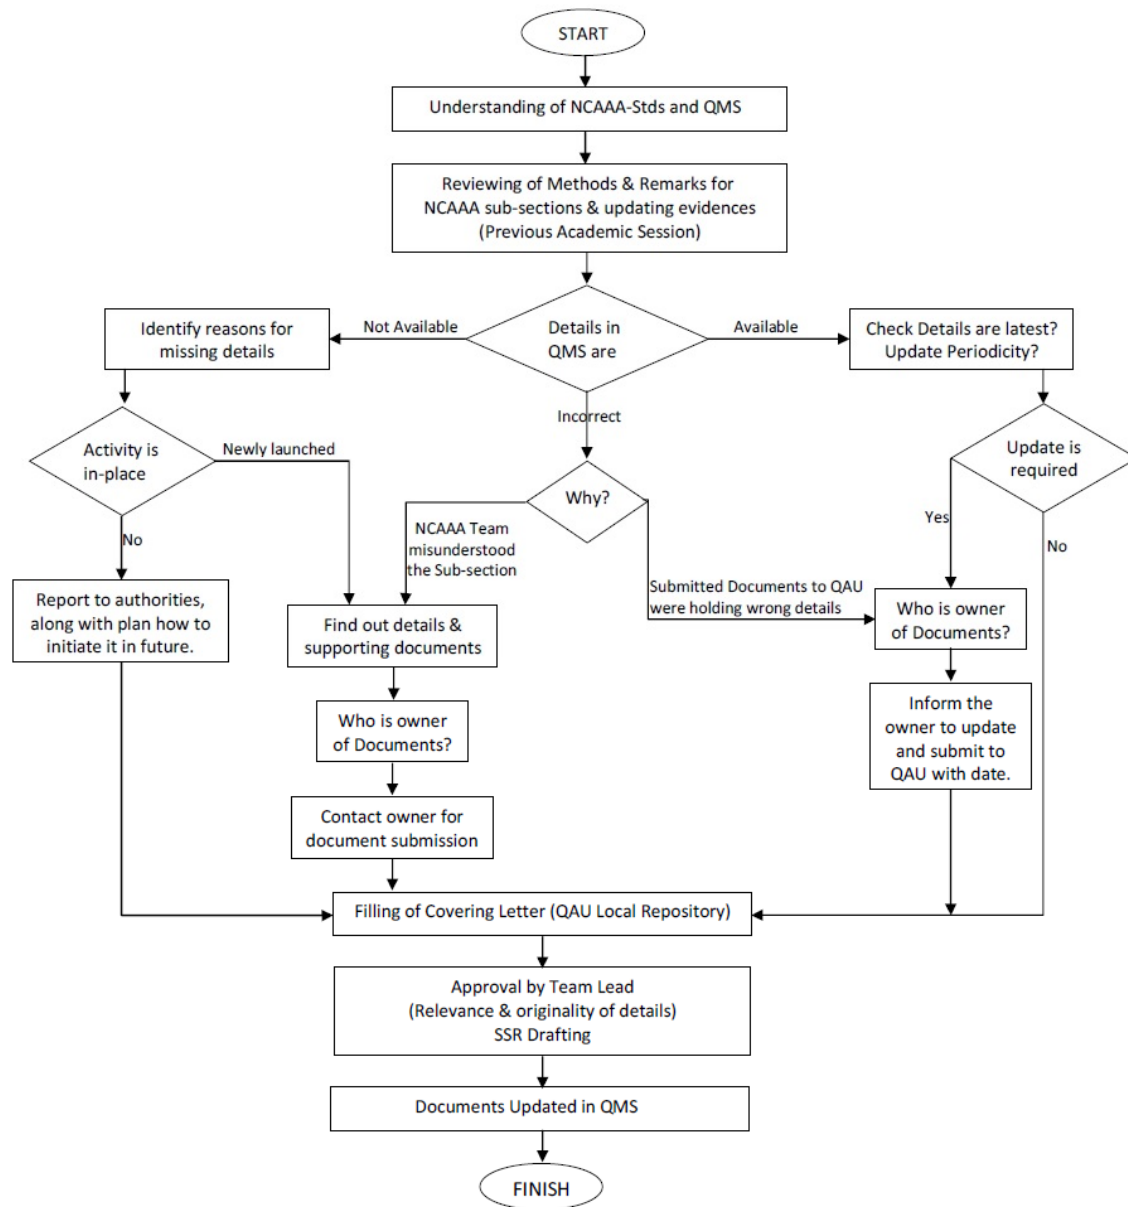 START
Understanding of NCAAA-Stds and QMS
Reviewing of Methods & Remarks for
NCAAA sub-sections & updating evidences
(Previous Academic Session)
Identify reasons for
missing details
Not Available
Details in
QMS are
Available
Check Details are latest?
Update Periodicity?
Incorrect
Activity is
in-place
Newly launched
Why?
Update is
required
No
NCAAA Team
misunderstood
the Sub-section
Yes
No
Report to authorities,
along with plan how to
initiate it in future.
Find out details &
supporting documents
Submitted Documents to QAU
were holding wrong details
Who is owner
of Documents?
Who is owner
of Documents?
Inform the
owner to update
and submit to
QAU with date.
Contact owner for
document submission
Filling of Covering Letter (QAU Local Repository)
Approval by Team Lead
(Relevance & originality of details)
SSR Drafting
Documents Updated in QMS
FINISH